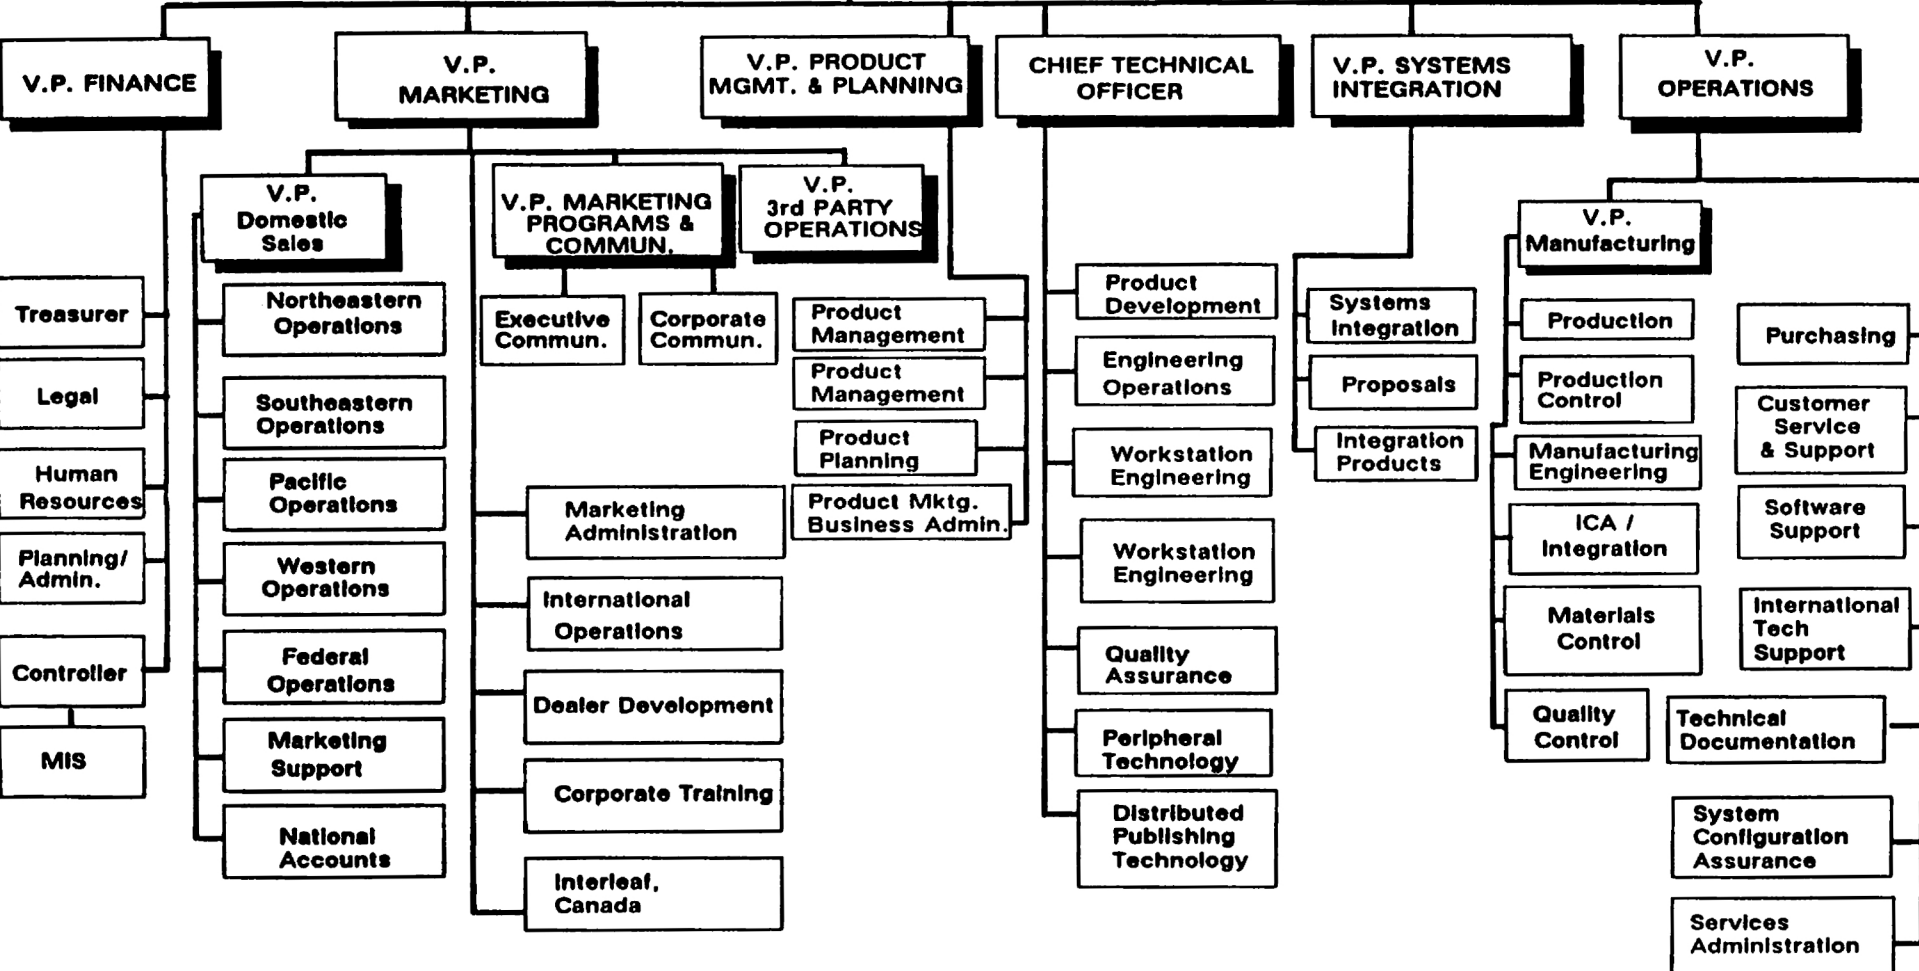 V.P. FINANCE
V.P.
MARKETING
V.P. PRODUCT
MGMT. & PLANNING
CHIEF TECHNICAL
OFFICER
V.P. SYSTEMS
INTEGRATION
V.P.
OPERATIONS
Treasurer
Legal
Human
Resources
Planning/
Admin.
Controller
MIS
V.P.
Domestic
Sales
Northeastern
Operations
Southeastern
Operations
Pacific
Operations
Western
Operations
Federal
Operations
Marketing
Support
National
Accounts
V.P. MARKETING
PROGRAMS &
COMMUN.
Executive
Commun.
Corporate
Commun.
V.P.
3rd PARTY
OPERATIONS
Marketing
Administration
International
Operations
Dealer Development
Corporate Training
Interleaf,
Canada
Product
Management
Product
Management
Product
Planning
Product Mktg.
Business Admin.
Product
Development
Engineering
Operations
Workstation
Engineering
Workstation
Engineering
Quality
Assurance
Peripheral
Technology
Distributed
Publishing
Technology
Systems
Integration
Proposals
Integration
Products
V.P.
Manufacturing
Production
Production
Control
Manufacturing
Engineering
ICA /
Integration
Materials
Control
Quality
Control
Purchasing
Customer
Service
& Support
Software
Support
International
Tech
Support
Technical
Documentation
System
Configuration
Assurance
Services
Administration